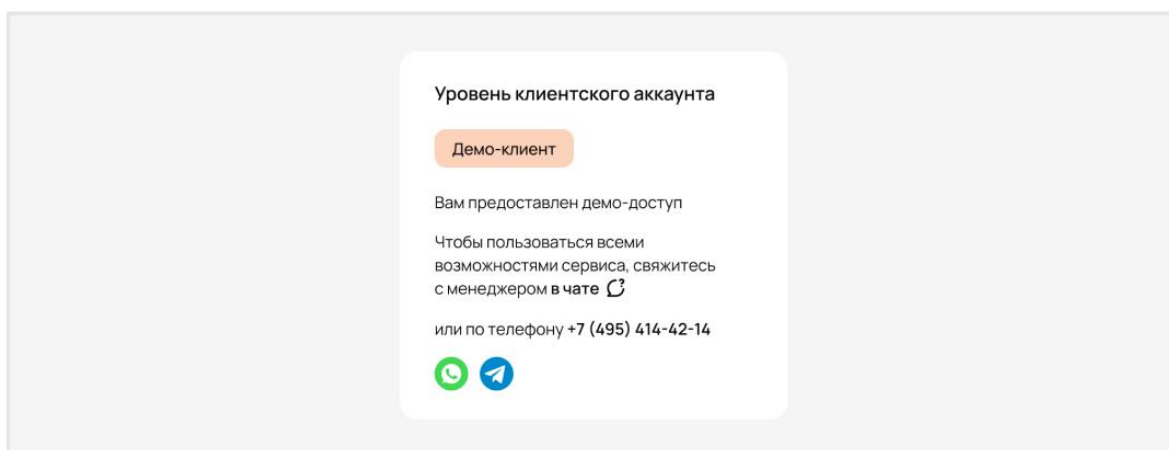 Уровень клиентского аккаунта
Демо-клиент
Вам предоставлен демо-доступ
Чтобы пользоваться всеми
возможностями сервиса, свяжитесь
с менеджером в чате
или по телефону +7 (495) 414-42-14